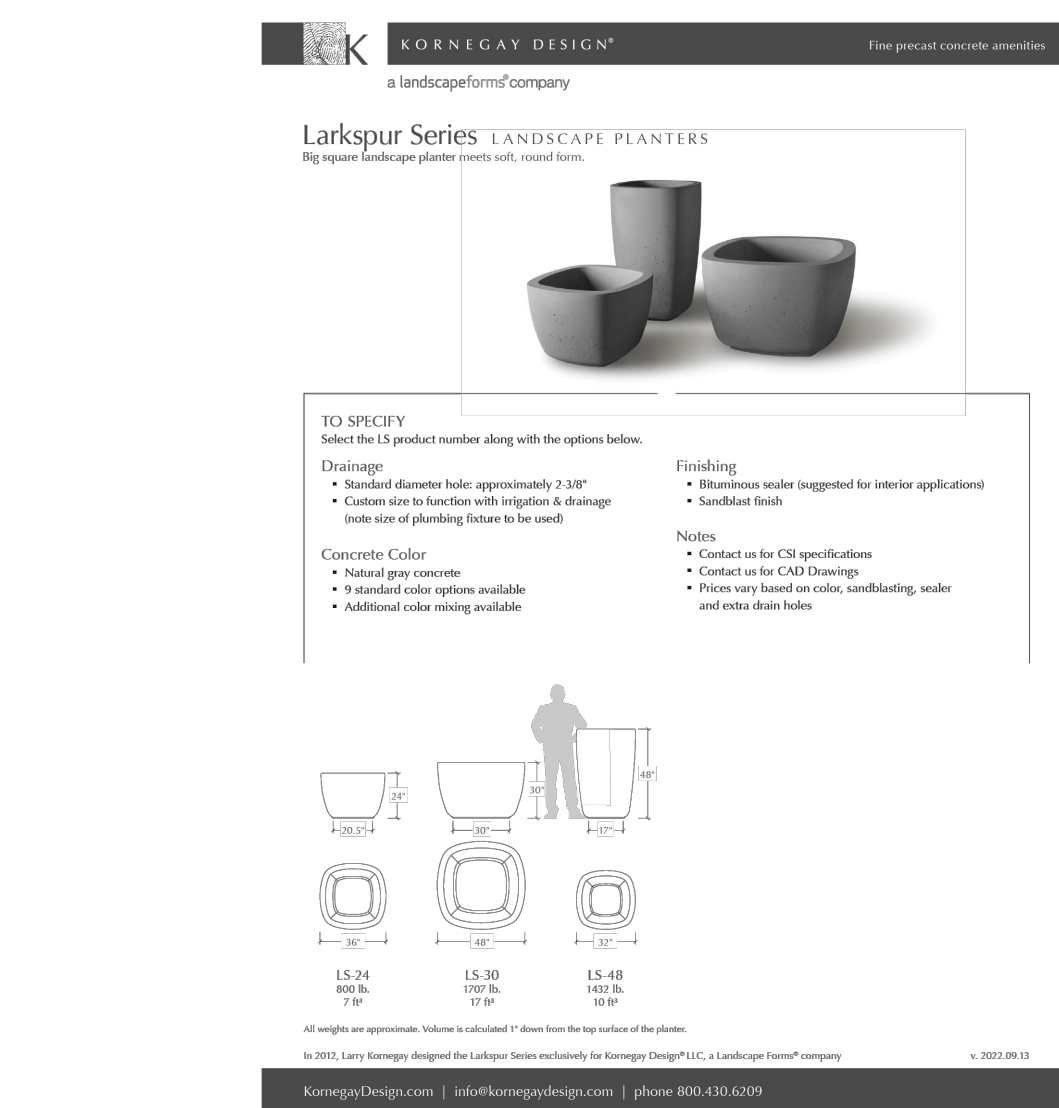 K
KORNEGAY DESIGN®
Fine precast concrete amenities
a landscapeforms® company
Larkspur Series LANDSCAPE PLANTERS
Big square landscape planter meets soft, round form.
TO SPECIFY
Select the LS product number along with the options below.
Drainage
▪ Standard diameter hole: approximately 2-3/8"
▪ Custom size to function with irrigation & drainage
(note size of plumbing fixture to be used)
Concrete Color
▪ Natural gray concrete
▪ 9 standard color options available
▪ Additional color mixing available
Finishing
▪ Bituminous sealer (suggested for interior applications)
▪ Sandblast finish
Notes
▪ Contact us for CSI specifications
▪ Contact us for CAD Drawings
▪ Prices vary based on color, sandblasting, sealer
and extra drain holes
24"
30"
48"
20.5"
30"
17"
36"
48"
32"
LS-24
800 lb.
7 ft³
LS-30
1707 lb.
17 ft³
LS-48
1432 lb.
10 ft³
All weights are approximate. Volume is calculated 1" down from the top surface of the planter.
In 2012, Larry Kornegay designed the Larkspur Series exclusively for Kornegay Design® LLC, a Landscape Forms® company
v. 2022.09.13
KornegayDesign.com | info@kornegaydesign.com | phone 800.430.6209